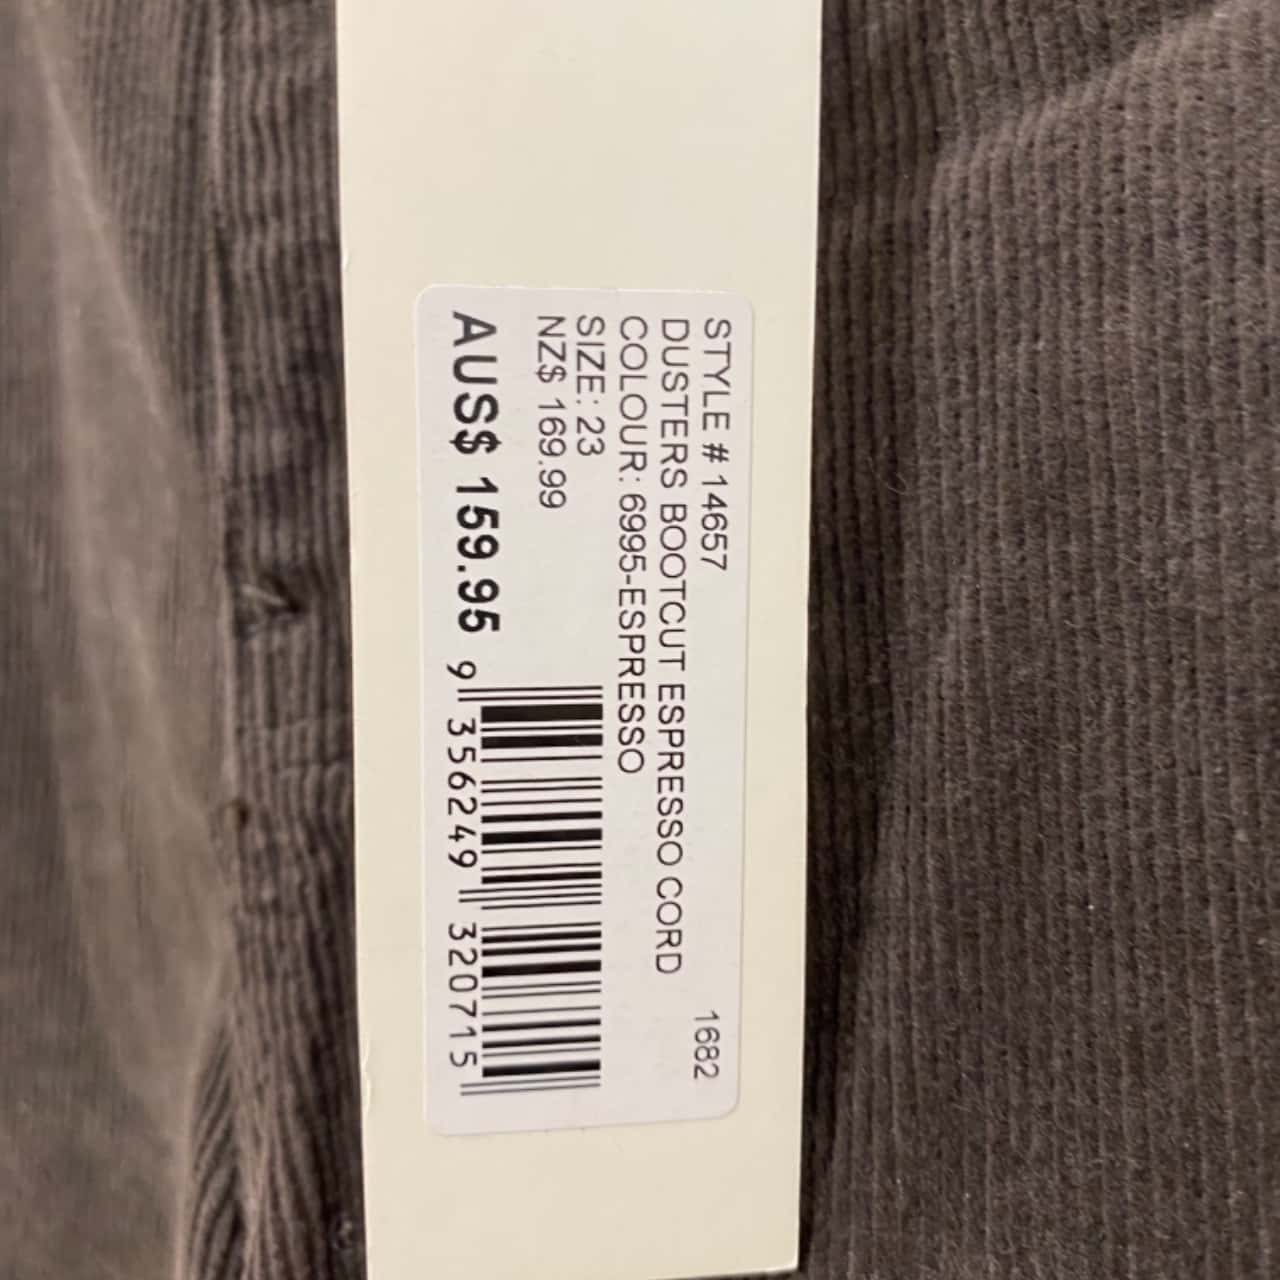 STYLE # 14657 1682
DUSTERS BOOTCUT ESPRESSO CORD
COLOUR: 6995-ESPRESSO
SIZE: 23
NZ$ 169.99
AUS$ 159.95
9 356249 320715